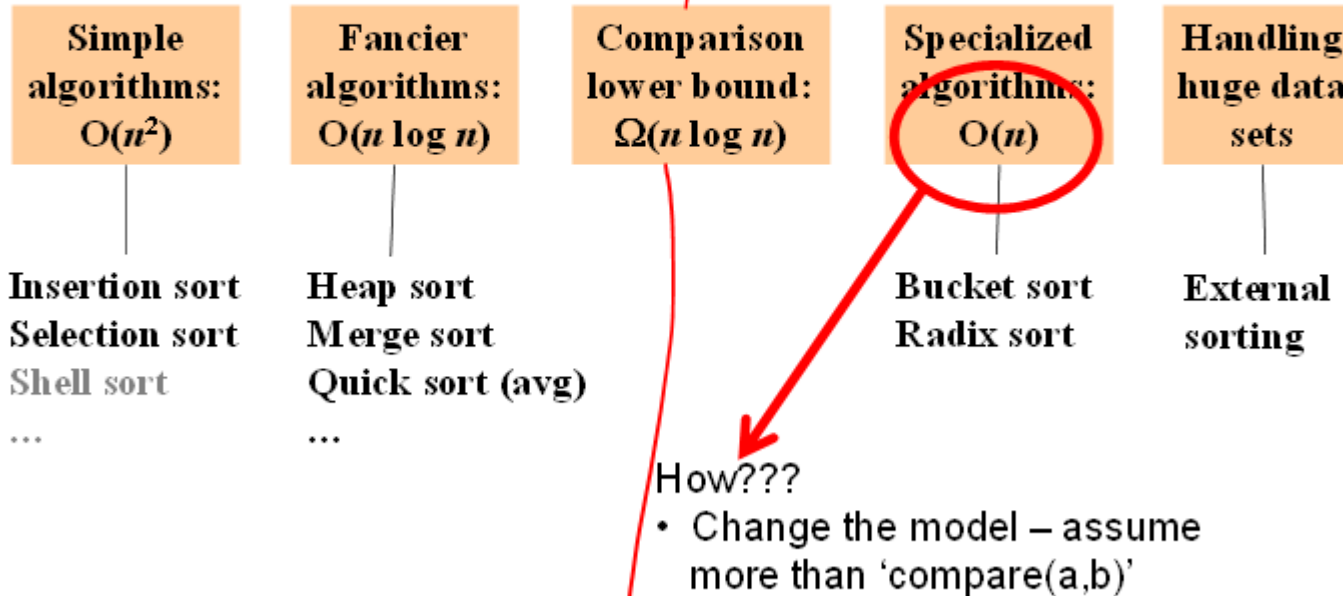 Simple
algorithms:
O(n²)
Fancier
algorithms:
O(n log n)
Comparison
lower bound:
Ω(n log n)
Specialized
algorithms:
O(n)
Handling
huge data
sets
Insertion sort
Selection sort
Shell sort
…
Heap sort
Merge sort
Quick sort (avg)
…
Bucket sort
Radix sort
External
sorting
How???
• Change the model – assume
more than ‘compare(a,b)’